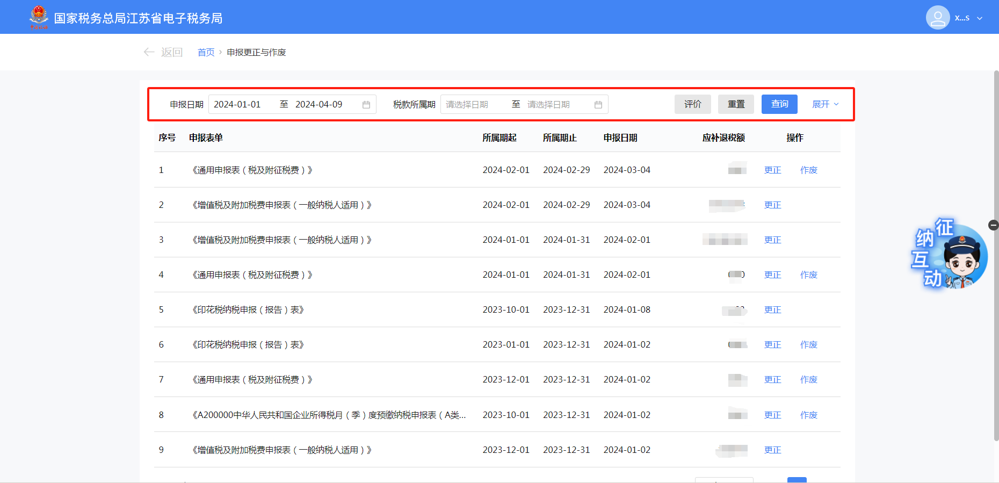 国家税务总局江苏省电子税务局
x...s
返回 首页 > 申报更正与作废
申报日期 2024-01-01 至 2024-04-09 税款所属期 请选择日期 至 请选择日期 评价 重置 查询 展开
序号 申报表单 所属期起 所属期止 申报日期 应补退税额 操作
1 《通用申报表（税及附征税费）》 2024-02-01 2024-02-29 2024-03-04 更正 作废
2 《增值税及附加税费申报表（一般纳税人适用）》 2024-02-01 2024-02-29 2024-03-04 更正
3 《增值税及附加税费申报表（一般纳税人适用）》 2024-01-01 2024-01-31 2024-02-01 更正
4 《通用申报表（税及附征税费）》 2024-01-01 2024-01-31 2024-02-01 更正 作废
5 《印花税纳税申报（报告）表》 2023-10-01 2023-12-31 2024-01-08 更正
6 《印花税纳税申报（报告）表》 2023-01-01 2023-12-31 2024-01-02 更正 作废
7 《通用申报表（税及附征税费）》 2023-12-01 2023-12-31 2024-01-02 更正 作废
8 《A200000中华人民共和国企业所得税月（季）度预缴纳税申报表（A类... 2023-10-01 2023-12-31 2024-01-02 更正 作废
9 《增值税及附加税费申报表（一般纳税人适用）》 2023-12-01 2023-12-31 2024-01-02 更正
征纳互动